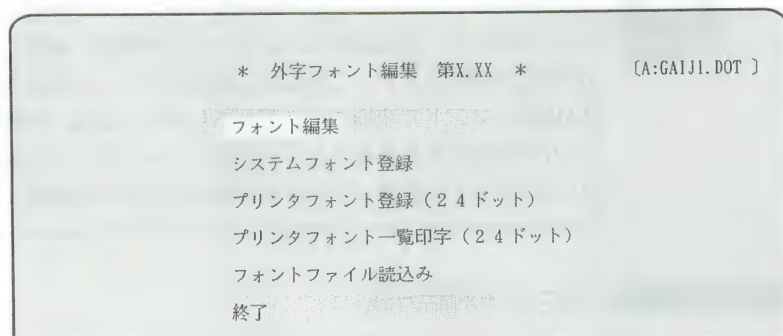 * 外字フォント編集 第X.XX * [A:GAIJI.DOT ]
フォント編集
システムフォント登録
プリンタフォント登録(24ドット)
プリンタフォント一覧印字(24ドット)
フォントファイル読込み
終了